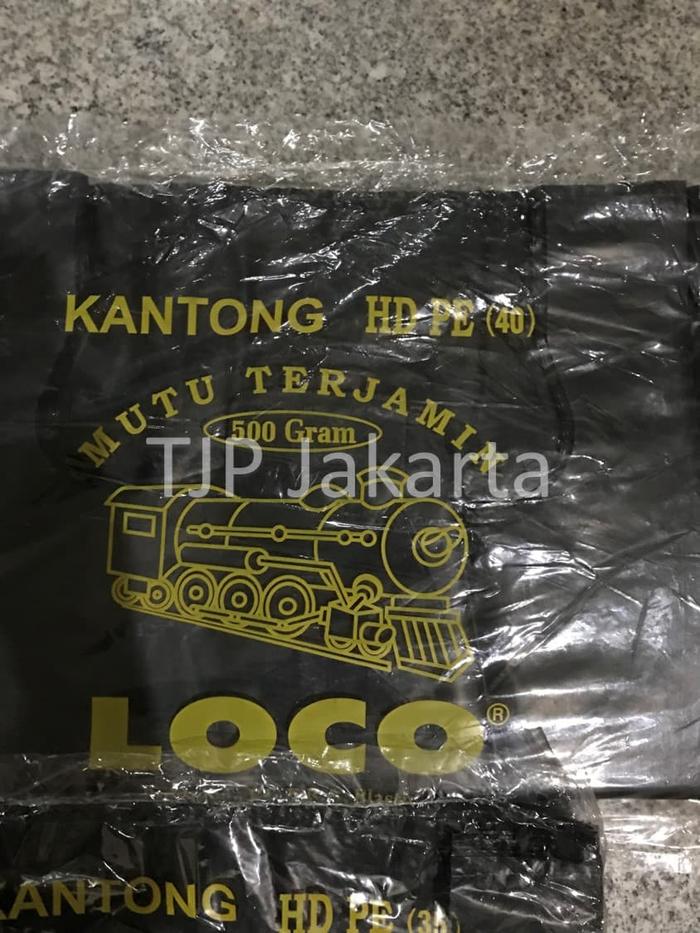 KANTONG HD PE (40)
MUTU TERJAMIN
500 Gram
TJP Jakarta
LOCO®
KANTONG HD PE